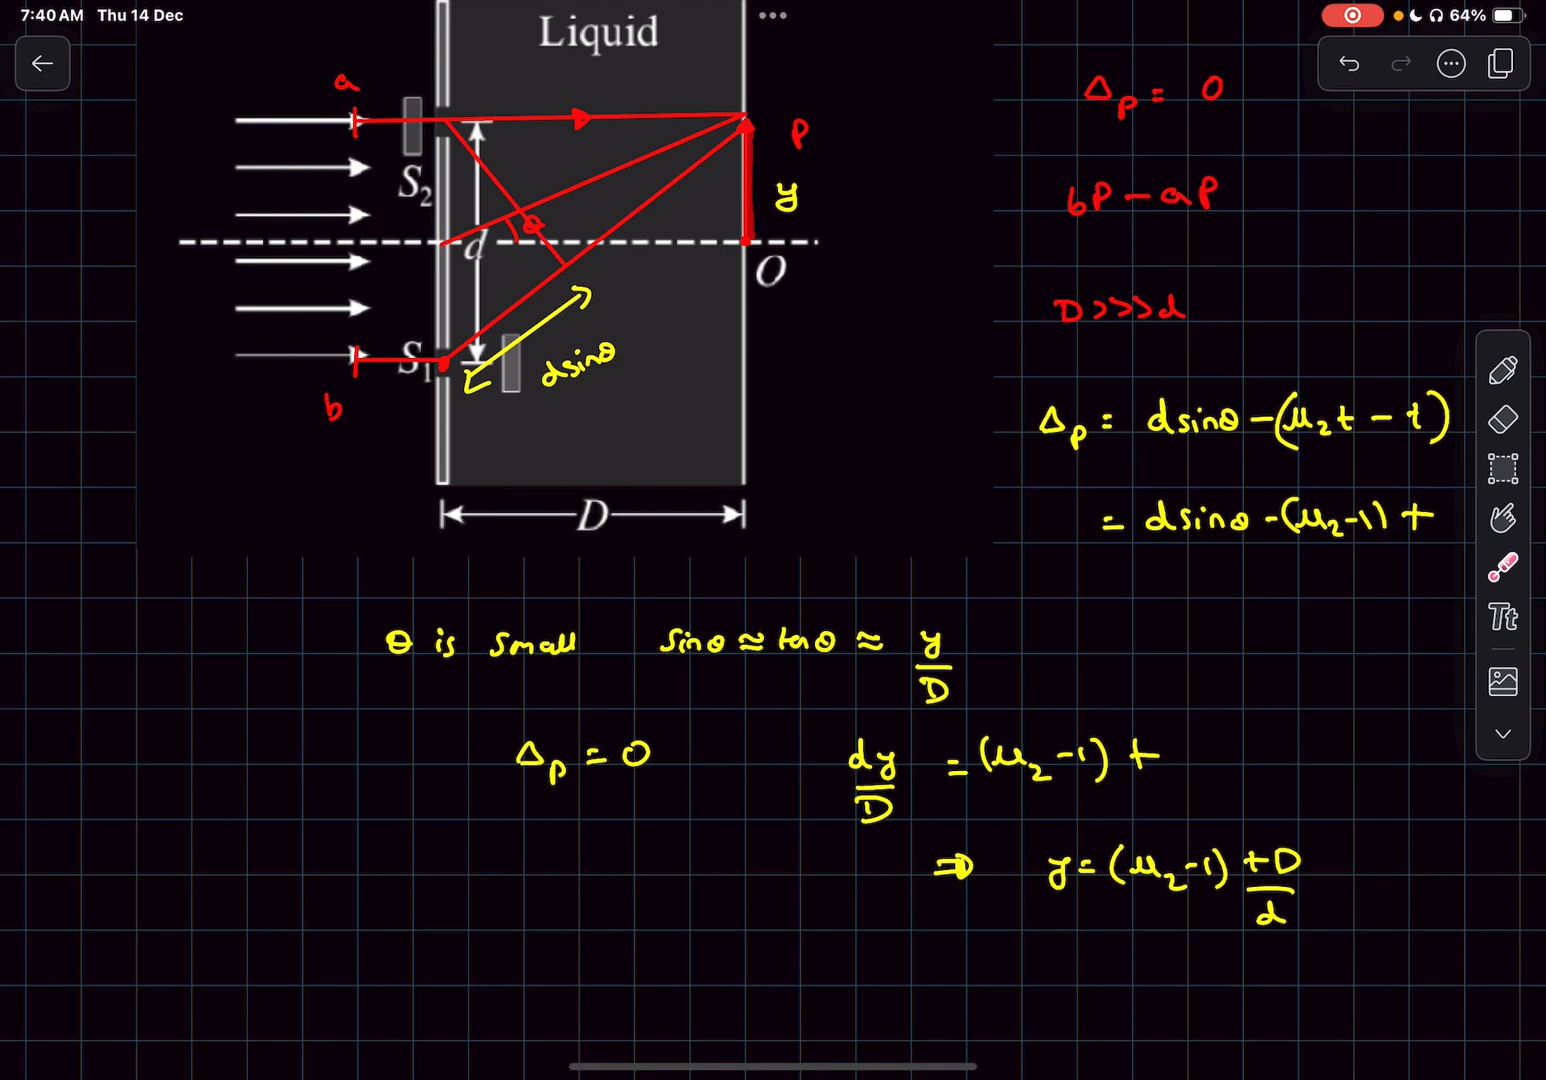 7:40 AM Thu 14 Dec
64%
Liquid
a
S₂
d
P
y
O
S₁
b
dsinθ
D
Δp = 0
bP - aP
D>>>d
Δp = dsinθ - (μ₂t - t)
= dsinθ - (μ₂-1) t
θ is small sinθ ≈ tanθ ≈ y/D
Δp = 0 dy/D = (μ₂-1) t
⇒ y = (μ₂-1) tD/d
Tt